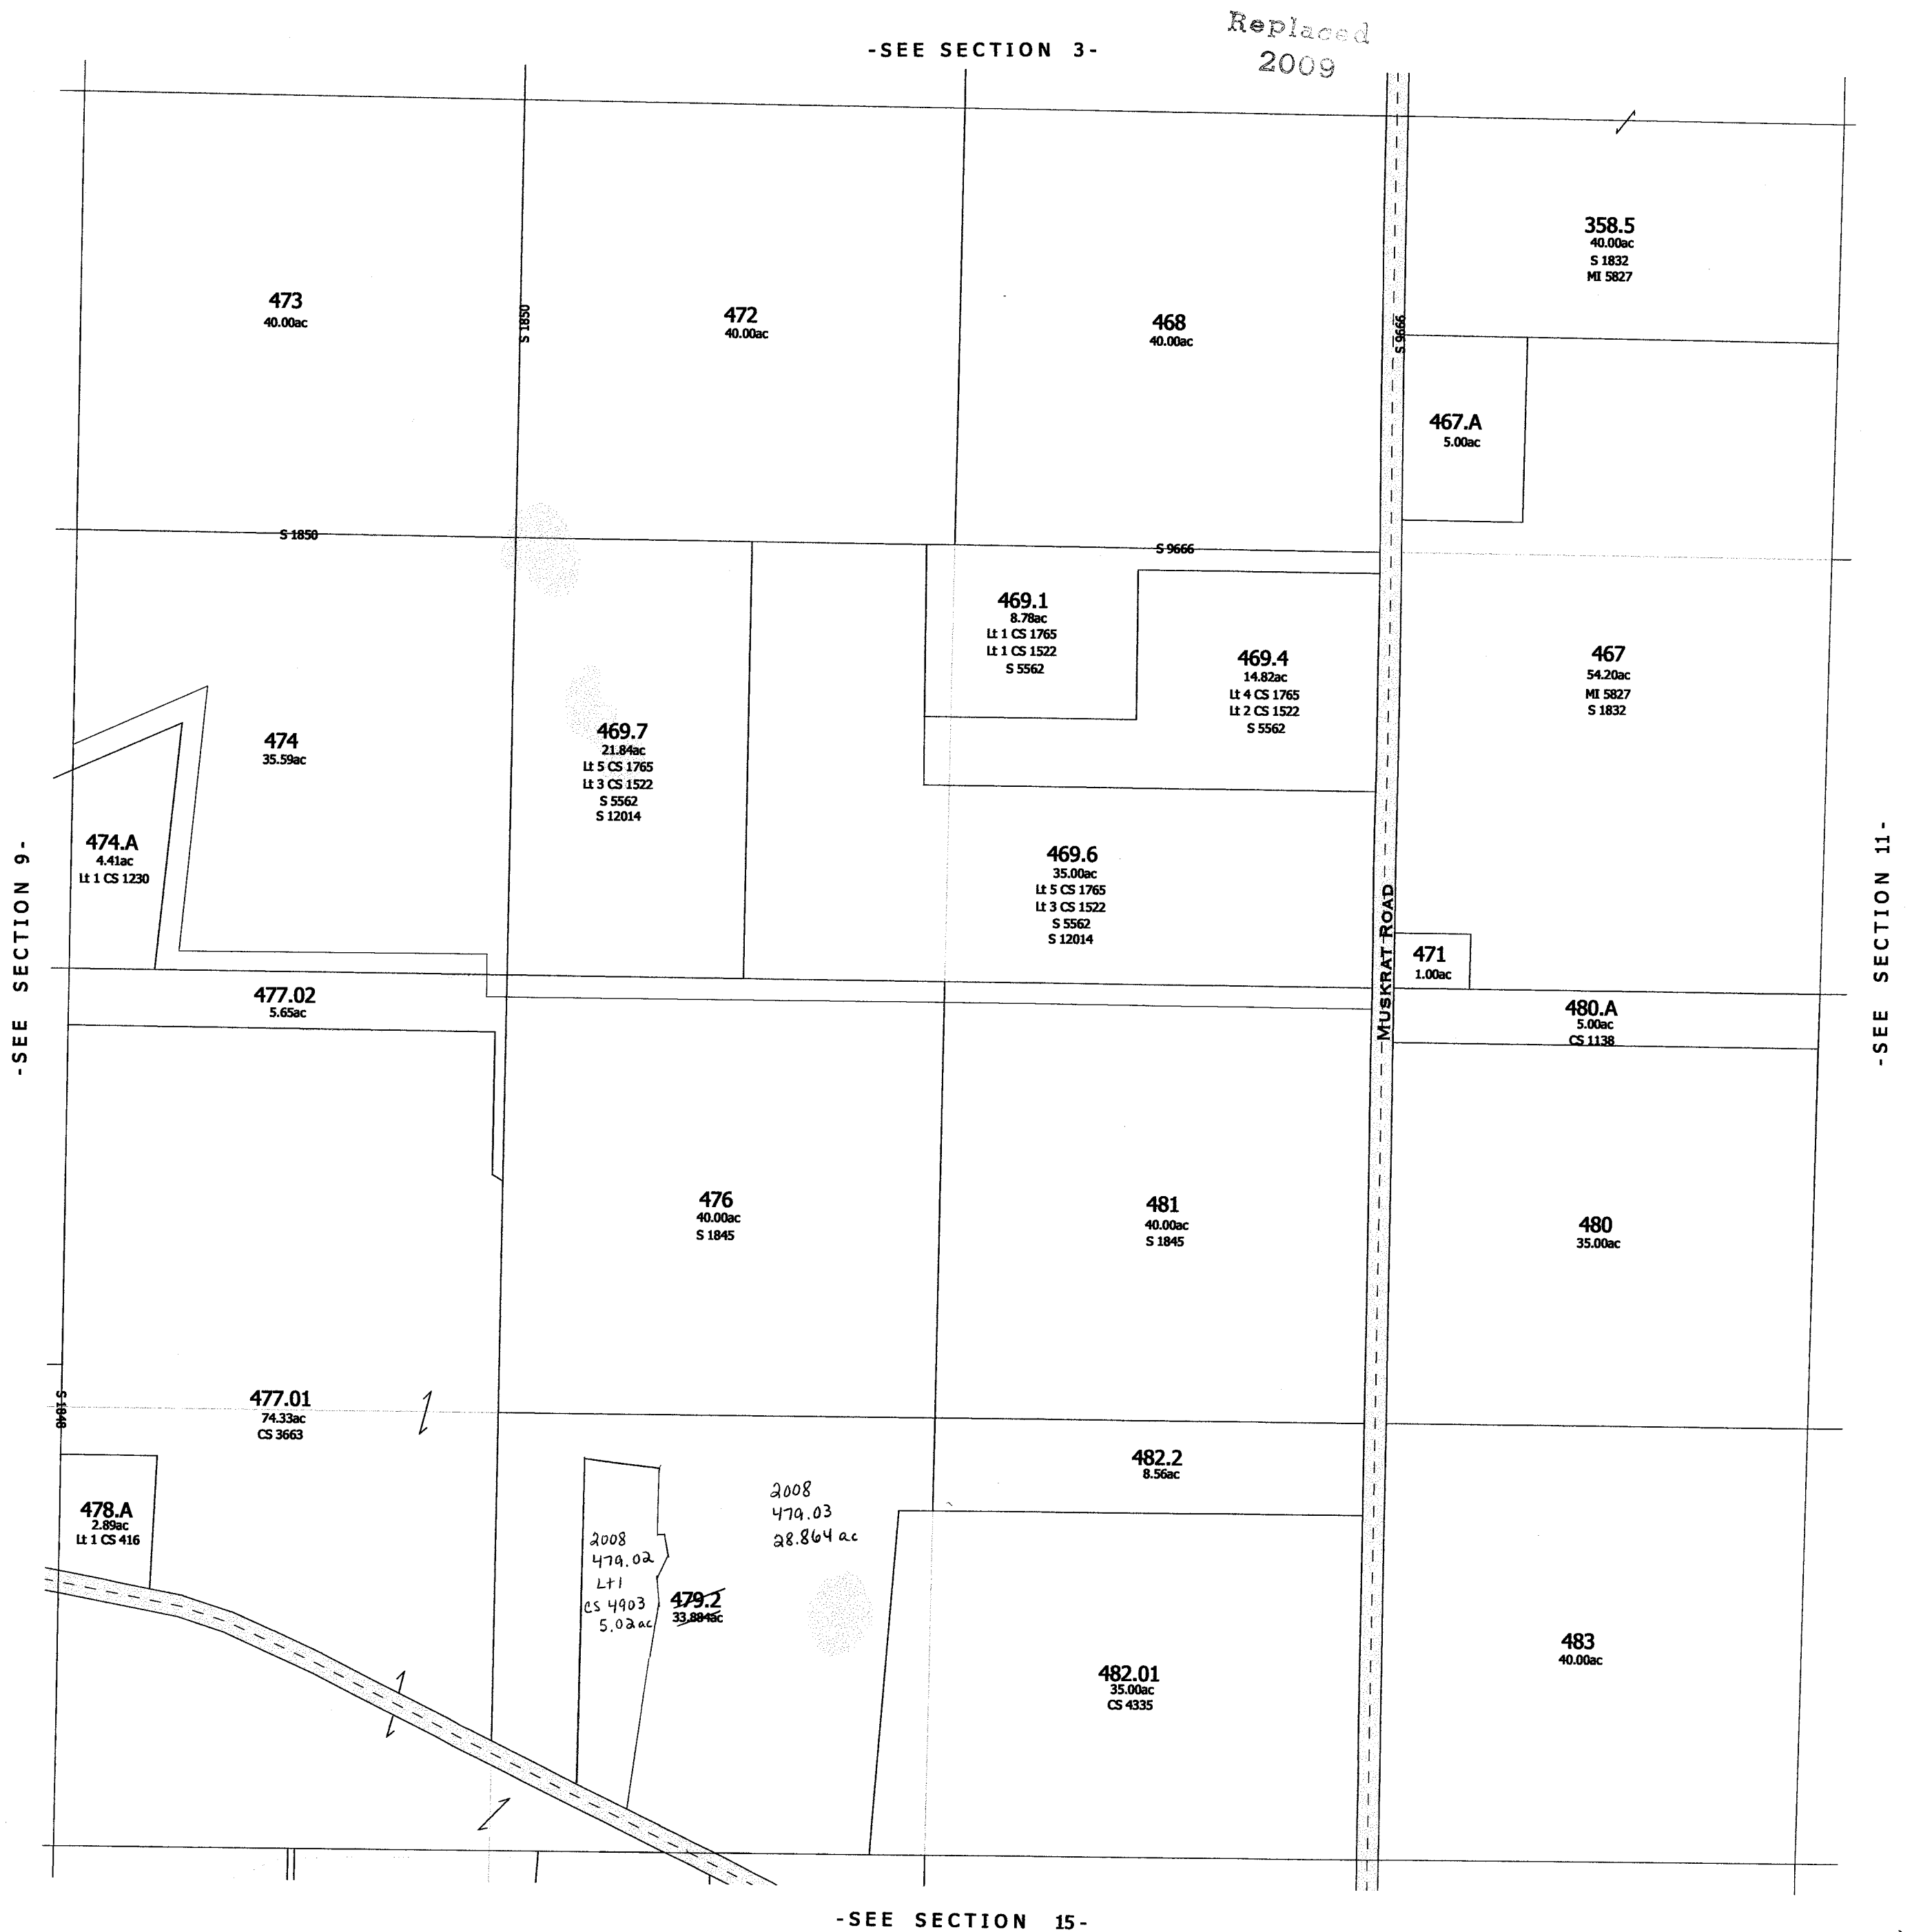 Replaced
2009
-SEE SECTION 3-
358.5
40.00ac
S 1832
MI 5827
473
40.00ac
S 1850
472
40.00ac
468
40.00ac
S 9666
467.A
5.00ac
S 1850
S 9666
469.1
8.78ac
Lt 1 CS 1765
Lt 1 CS 1522
S 5562
469.4
14.82ac
Lt 4 CS 1765
Lt 2 CS 1522
S 5562
467
54.20ac
MI 5827
S 1832
474
35.59ac
469.7
21.84ac
Lt 5 CS 1765
Lt 3 CS 1522
S 5562
S 12014
474.A
4.41ac
Lt 1 CS 1230
469.6
35.00ac
Lt 5 CS 1765
Lt 3 CS 1522
S 5562
S 12014
-SEE SECTION 9-
MUSKRAT ROAD
-SEE SECTION 11-
471
1.00ac
477.02
5.65ac
480.A
5.00ac
CS 1138
476
40.00ac
S 1845
481
40.00ac
S 1845
480
35.00ac
S 1848
477.01
74.33ac
CS 3663
482.2
8.56ac
478.A
2.89ac
Lt 1 CS 416
2008
479.03
28.864 ac
2008
479.02
Lt 1
CS 4903
5.02ac
479.2
33.884ac
482.01
35.00ac
CS 4335
483
40.00ac
-SEE SECTION 15-